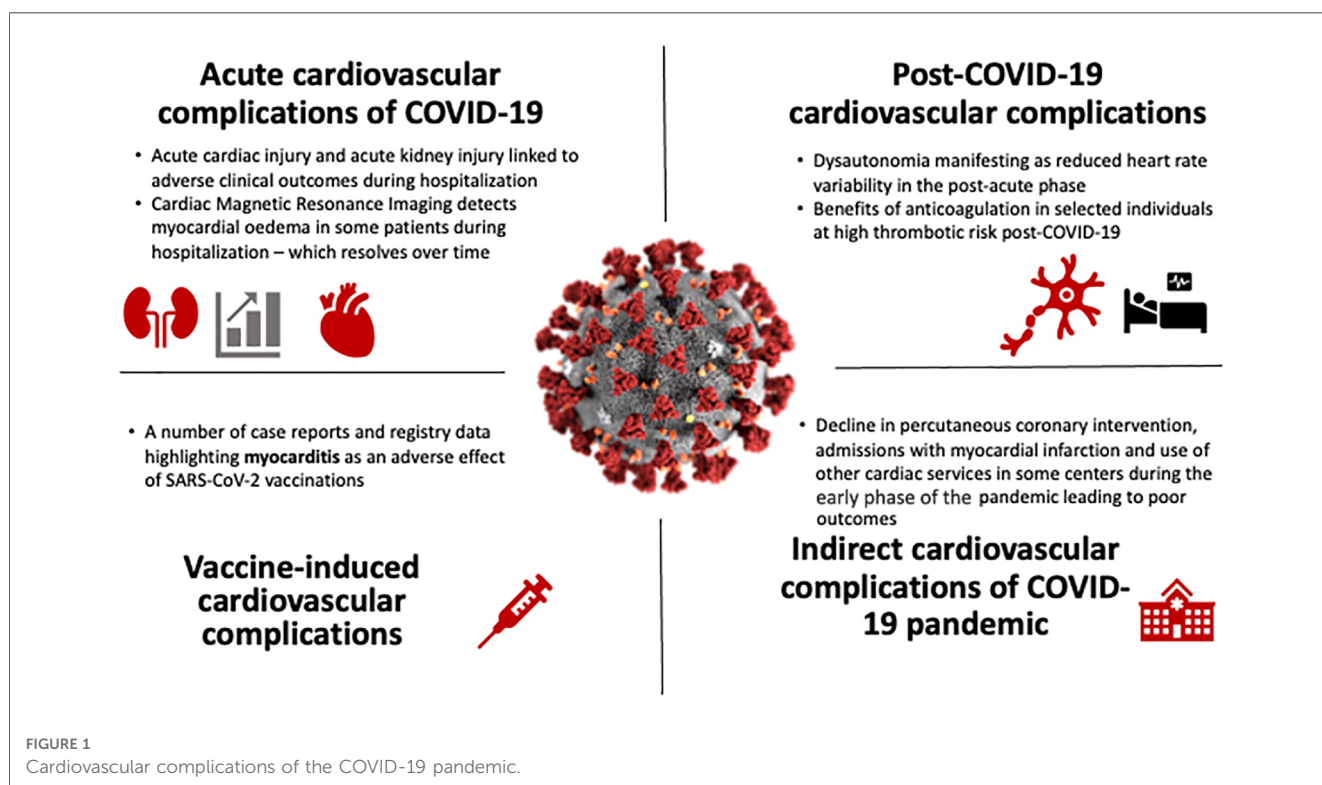 Acute cardiovascular
complications of COVID-19
• Acute cardiac injury and acute kidney injury linked to
adverse clinical outcomes during hospitalization
• Cardiac Magnetic Resonance Imaging detects
myocardial oedema in some patients during
hospitalization – which resolves over time
Post-COVID-19
cardiovascular complications
• Dysautonomia manifesting as reduced heart rate
variability in the post-acute phase
• Benefits of anticoagulation in selected individuals
at high thrombotic risk post-COVID-19
• A number of case reports and registry data
highlighting myocarditis as an adverse effect
of SARS-CoV-2 vaccinations
Vaccine-induced
cardiovascular
complications
• Decline in percutaneous coronary intervention,
admissions with myocardial infarction and use of
other cardiac services in some centers during the
early phase of the pandemic leading to poor
outcomes
Indirect cardiovascular
complications of COVID-
19 pandemic
FIGURE 1
Cardiovascular complications of the COVID-19 pandemic.